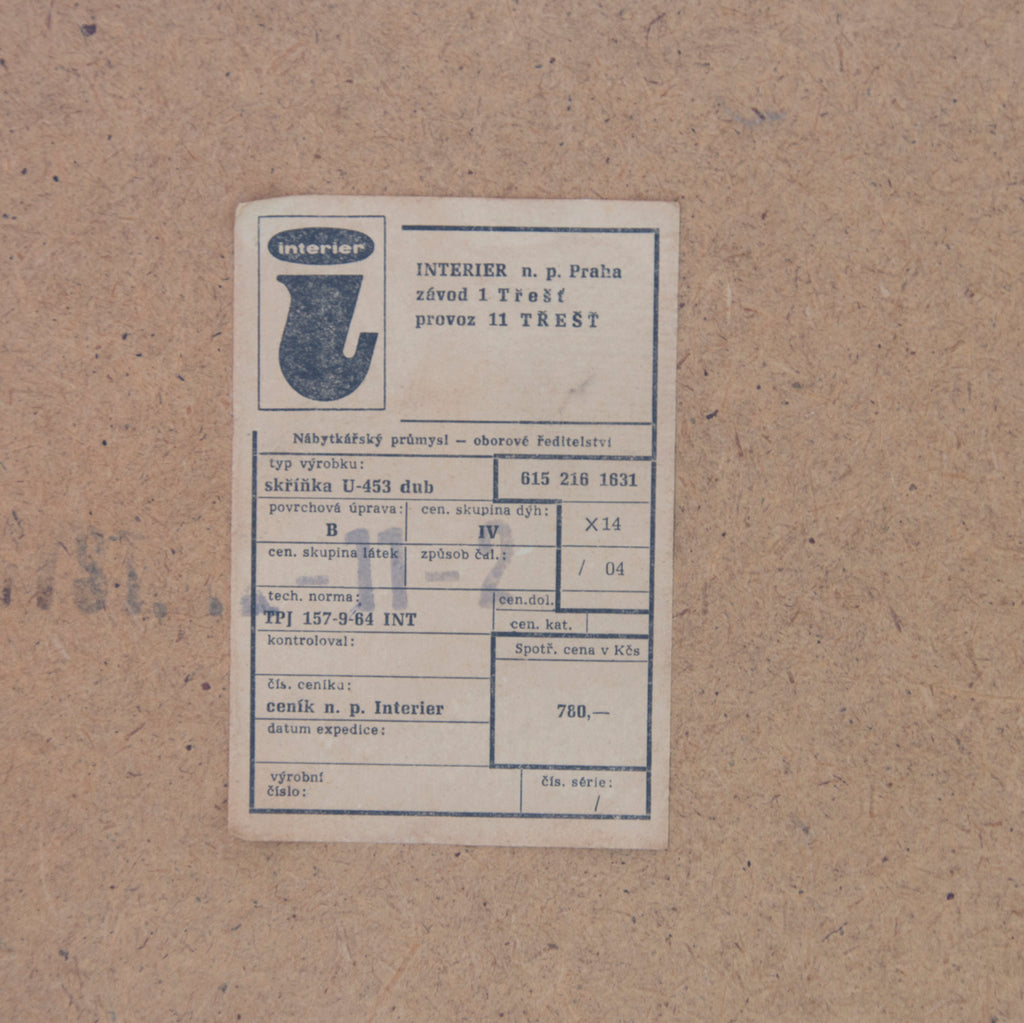 interier
INTERIER n. p. Praha
závod 1 Třešť
provoz 11 TŘEŠŤ
Nábytkářský průmysl – oborové ředitelství
typ výrobku:
skříňka U-453 dub
615 216 1631
povrchová úprava:
B
cen. skupina dýh:
IV
X14
cen. skupina látek
způsob čal.:
/ 04
tech. norma:
TPJ 157-9-64 INT
cen.dol.
cen. kat.
kontroloval:
Spotř. cena v Kčs
780,—
čís. ceníku:
ceník n. p. Interier
datum expedice:
výrobní
číslo:
čís. série:
/